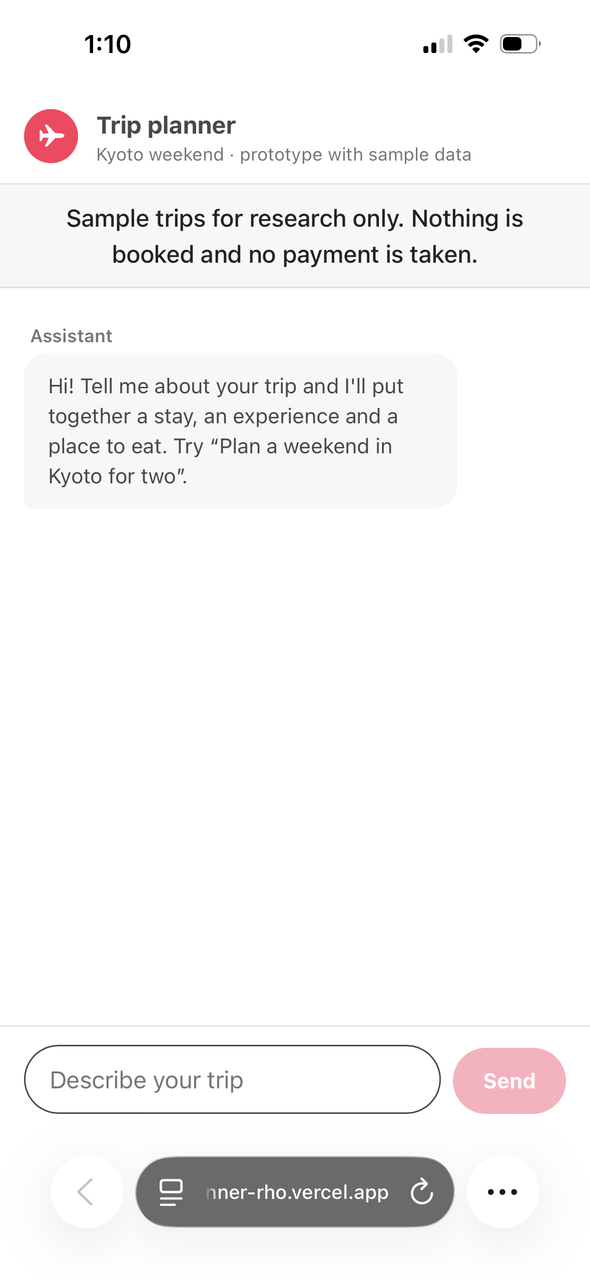 1:10
Trip planner
Kyoto weekend · prototype with sample data
Sample trips for research only. Nothing is
booked and no payment is taken.
Assistant
Hi! Tell me about your trip and I'll put
together a stay, an experience and a
place to eat. Try “Plan a weekend in
Kyoto for two”.
Describe your trip
Send
nner-rho.vercel.app